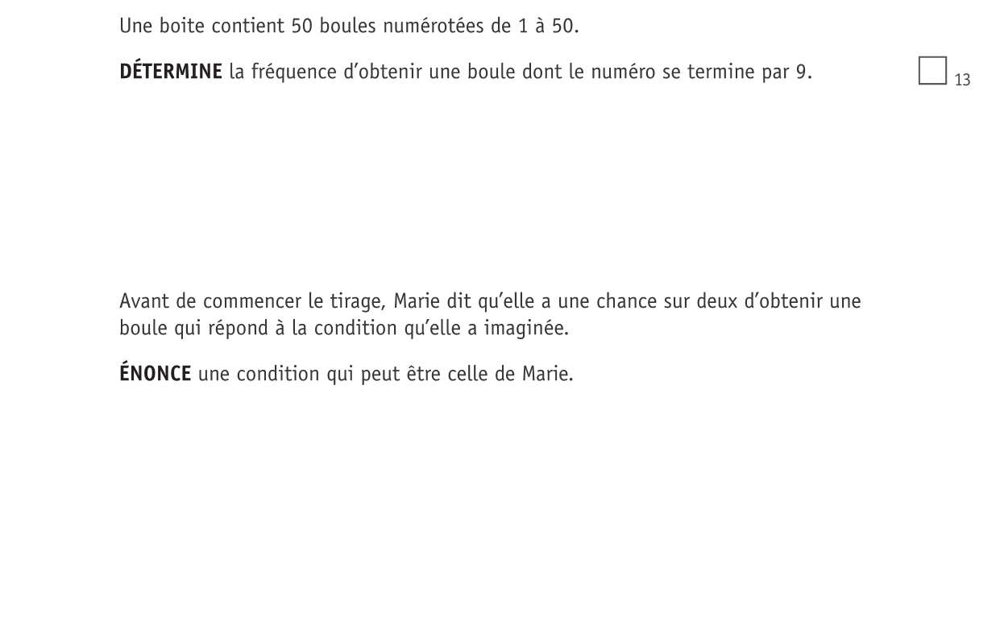 Une boite contient 50 boules numérotées de 1 à 50.
DÉTERMINE la fréquence d’obtenir une boule dont le numéro se termine par 9.
13
Avant de commencer le tirage, Marie dit qu’elle a une chance sur deux d’obtenir une
boule qui répond à la condition qu’elle a imaginée.
ÉNONCE une condition qui peut être celle de Marie.